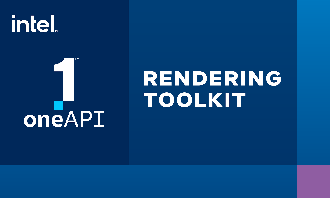 intel.
1
oneAPI
RENDERING
TOOLKIT